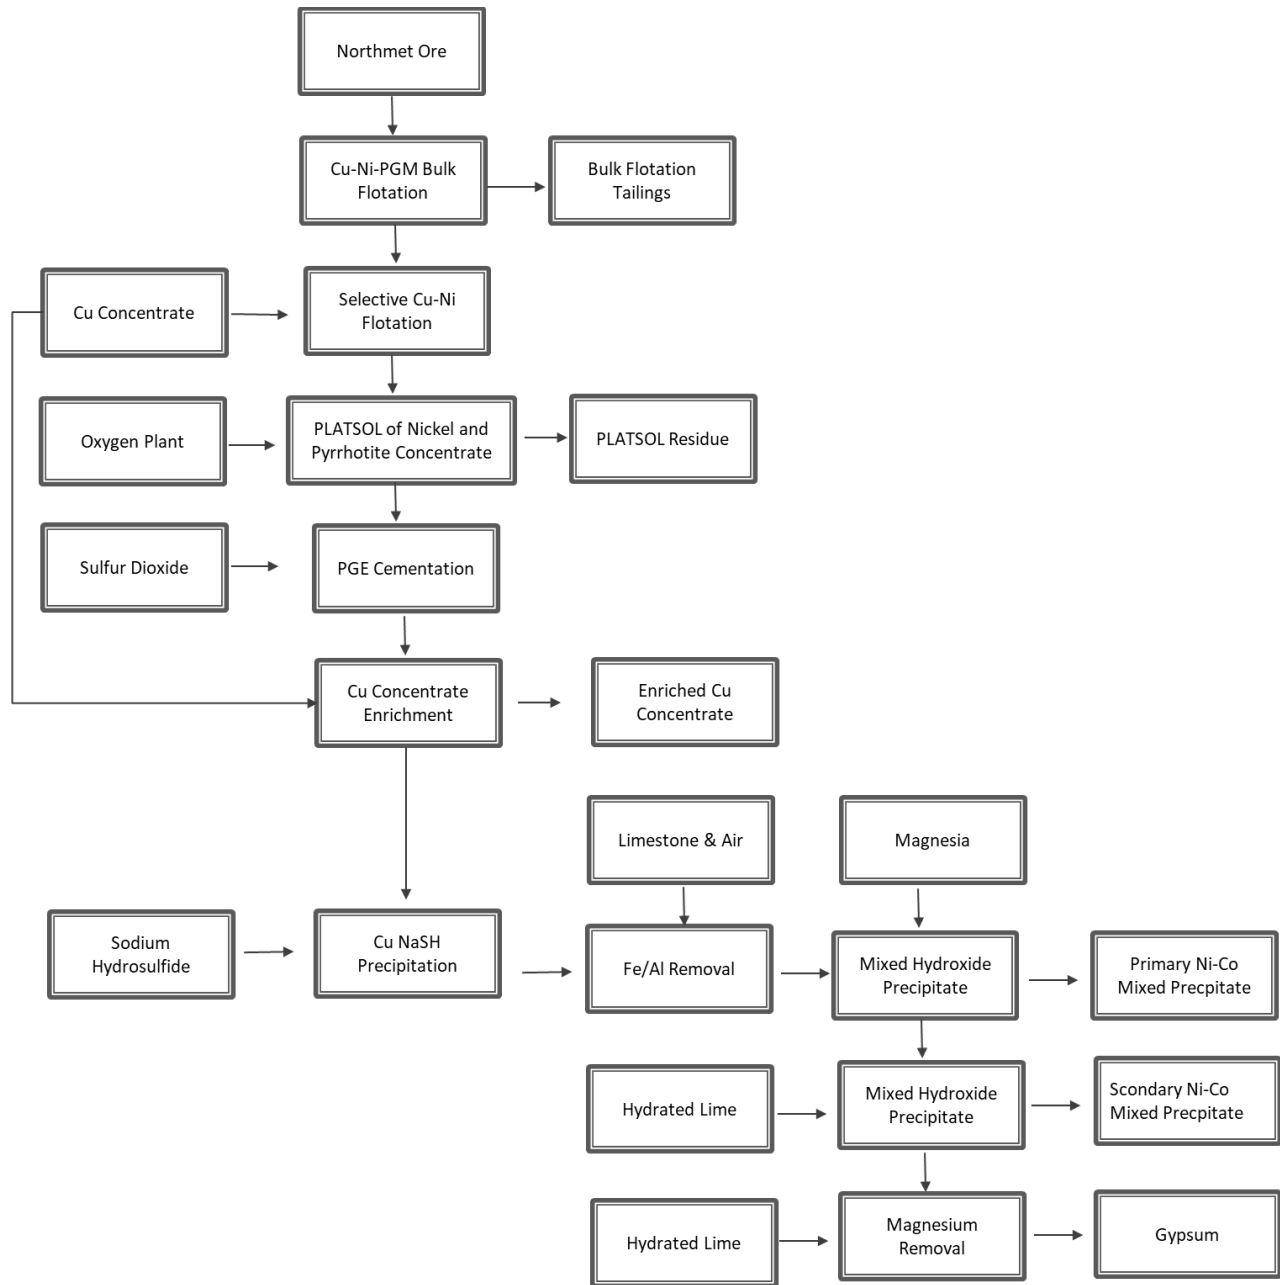 Northmet Ore
Cu-Ni-PGM Bulk
Flotation
Bulk Flotation
Tailings
Cu Concentrate
Selective Cu-Ni
Flotation
Oxygen Plant
PLATSOL of Nickel and
Pyrrhotite Concentrate
PLATSOL Residue
Sulfur Dioxide
PGE Cementation
Cu Concentrate
Enrichment
Enriched Cu
Concentrate
Limestone & Air
Magnesia
Sodium
Hydrosulfide
Cu NaSH
Precipitation
Fe/Al Removal
Mixed Hydroxide
Precipitate
Primary Ni-Co
Mixed Precpitate
Hydrated Lime
Mixed Hydroxide
Precipitate
Scondary Ni-Co
Mixed Precpitate
Hydrated Lime
Magnesium
Removal
Gypsum